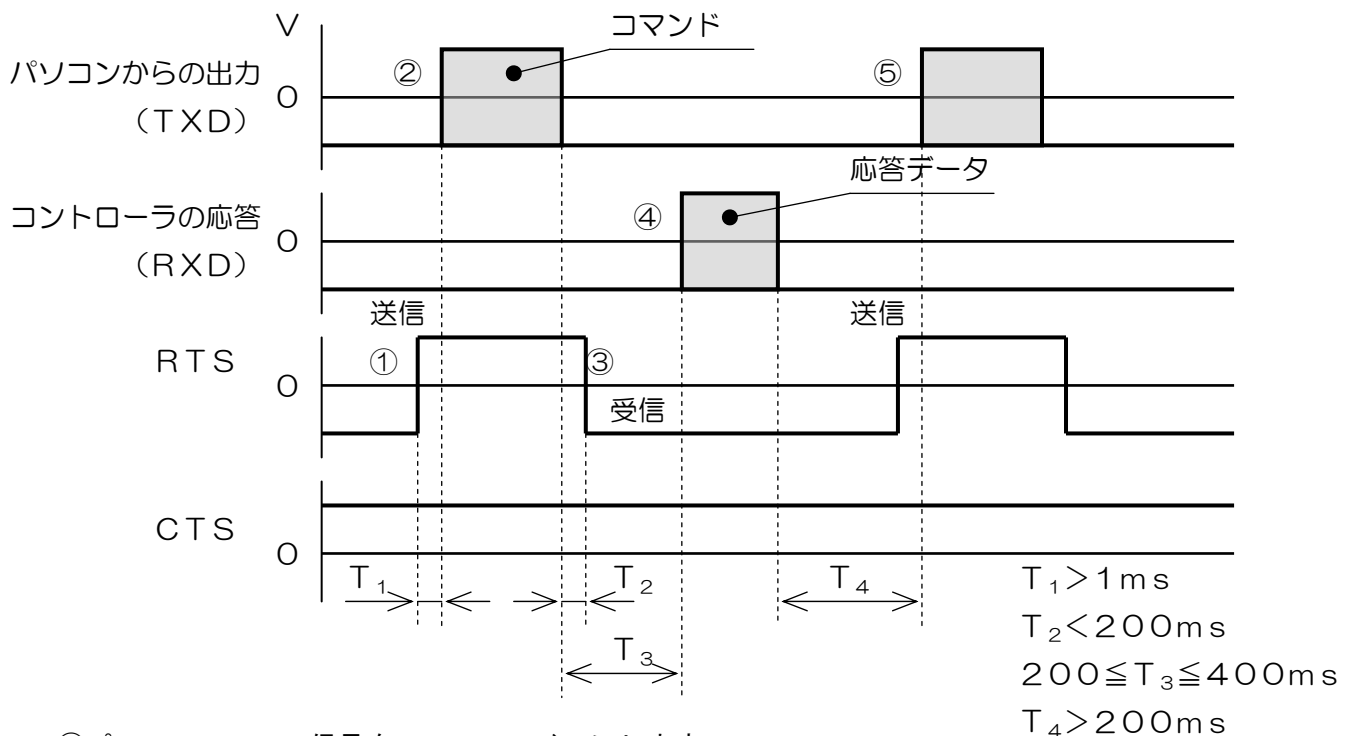 V
コマンド
パソコンからの出力
(TXD)
0
②
⑤
応答データ
コントローラの応答
(RXD)
0
④
送信
送信
RTS
0
①
③
受信
CTS
0
T₁
T₂
T₄
T₃
T₁>1ms
T₂<200ms
200≦T₃≦400ms
T₄>200ms